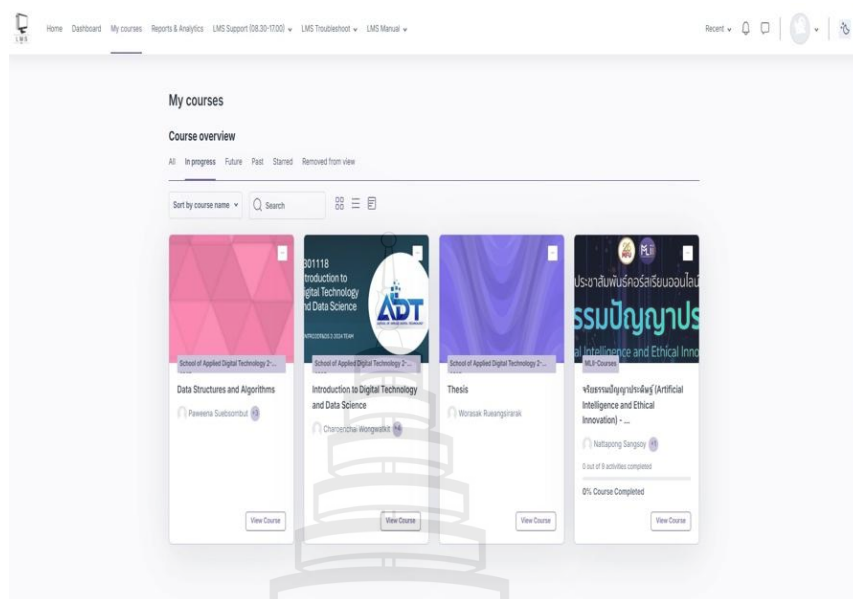 LMS
Home Dashboard My courses Reports & Analytics LMS Support (08.30-17.00) LMS Troubleshoot LMS Manual Recent
My courses
Course overview
All In progress Future Past Starred Removed from view
Sort by course name Search
School of Applied Digital Technology 2-...
Data Structures and Algorithms
Paweena Suebsombut +3
View Course
301118
troduction to
igital Technology
nd Data Science
ADT
School of Applied Digital Technology 2-...
Introduction to Digital Technology
and Data Science
Charoenchai Wongwatkit +4
View Course
School of Applied Digital Technology 2-...
Thesis
Worasak Rueangsirarak
View Course
ประชาสัมพันธ์คอร์สเรียนออนไลน์
รรมปัญญาประ
al Intelligence and Ethical Inno
MLii-Courses
จริยธรรมปัญญาประดิษฐ์ (Artificial
Intelligence and Ethical
Innovation) - ...
Nattapong Sangsoy
0 out of 9 activities completed
0% Course Completed
View Course